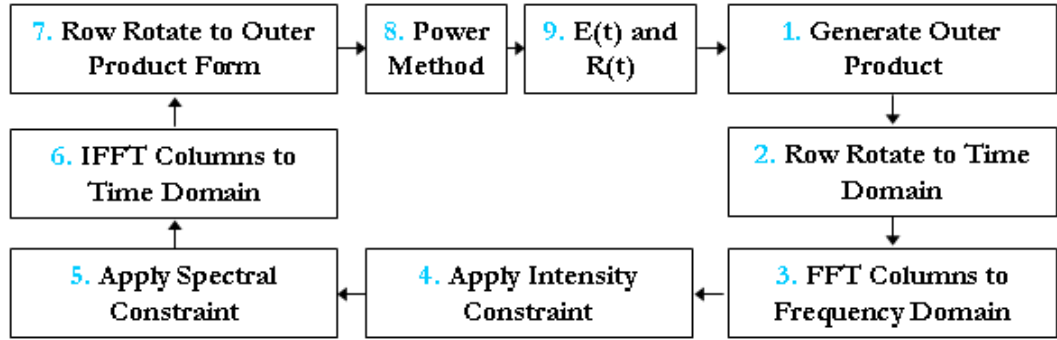 7. Row Rotate to Outer
Product Form
8. Power
Method
9. E(t) and
R(t)
1. Generate Outer
Product
6. IFFT Columns to
Time Domain
2. Row Rotate to Time
Domain
5. Apply Spectral
Constraint
4. Apply Intensity
Constraint
3. FFT Columns to
Frequency Domain